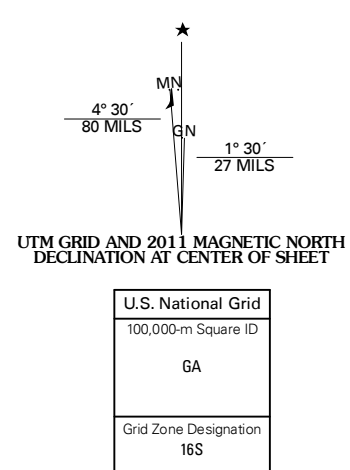 MN
4° 30´
80 MILS
GN
1° 30´
27 MILS
UTM GRID AND 2011 MAGNETIC NORTH
DECLINATION AT CENTER OF SHEET
U.S. National Grid
100,000-m Square ID
GA
Grid Zone Designation
16S